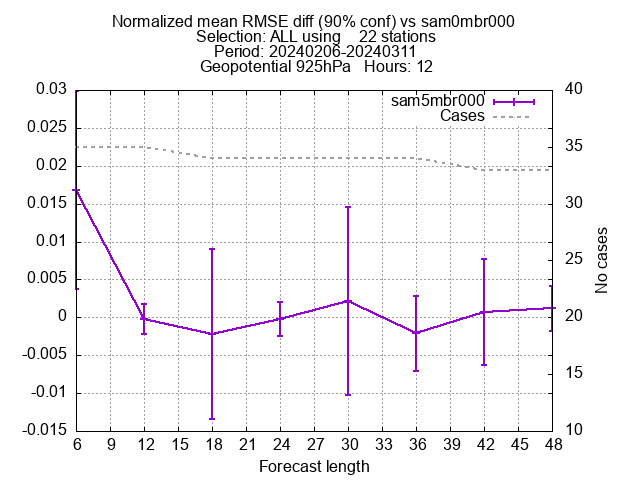 Normalized mean RMSE diff (90% conf) vs sam0mbr000
Selection: ALL using    22 stations
Period: 20240206-20240311
Geopotential 925hPa   Hours: 12
sam5mbr000
Cases
0.03
0.025
0.02
0.015
0.01
0.005
0
-0.005
-0.01
-0.015
40
35
30
25
20
15
10
No cases
6 9 12 15 18 21 24 27 30 33 36 39 42 45 48
Forecast length